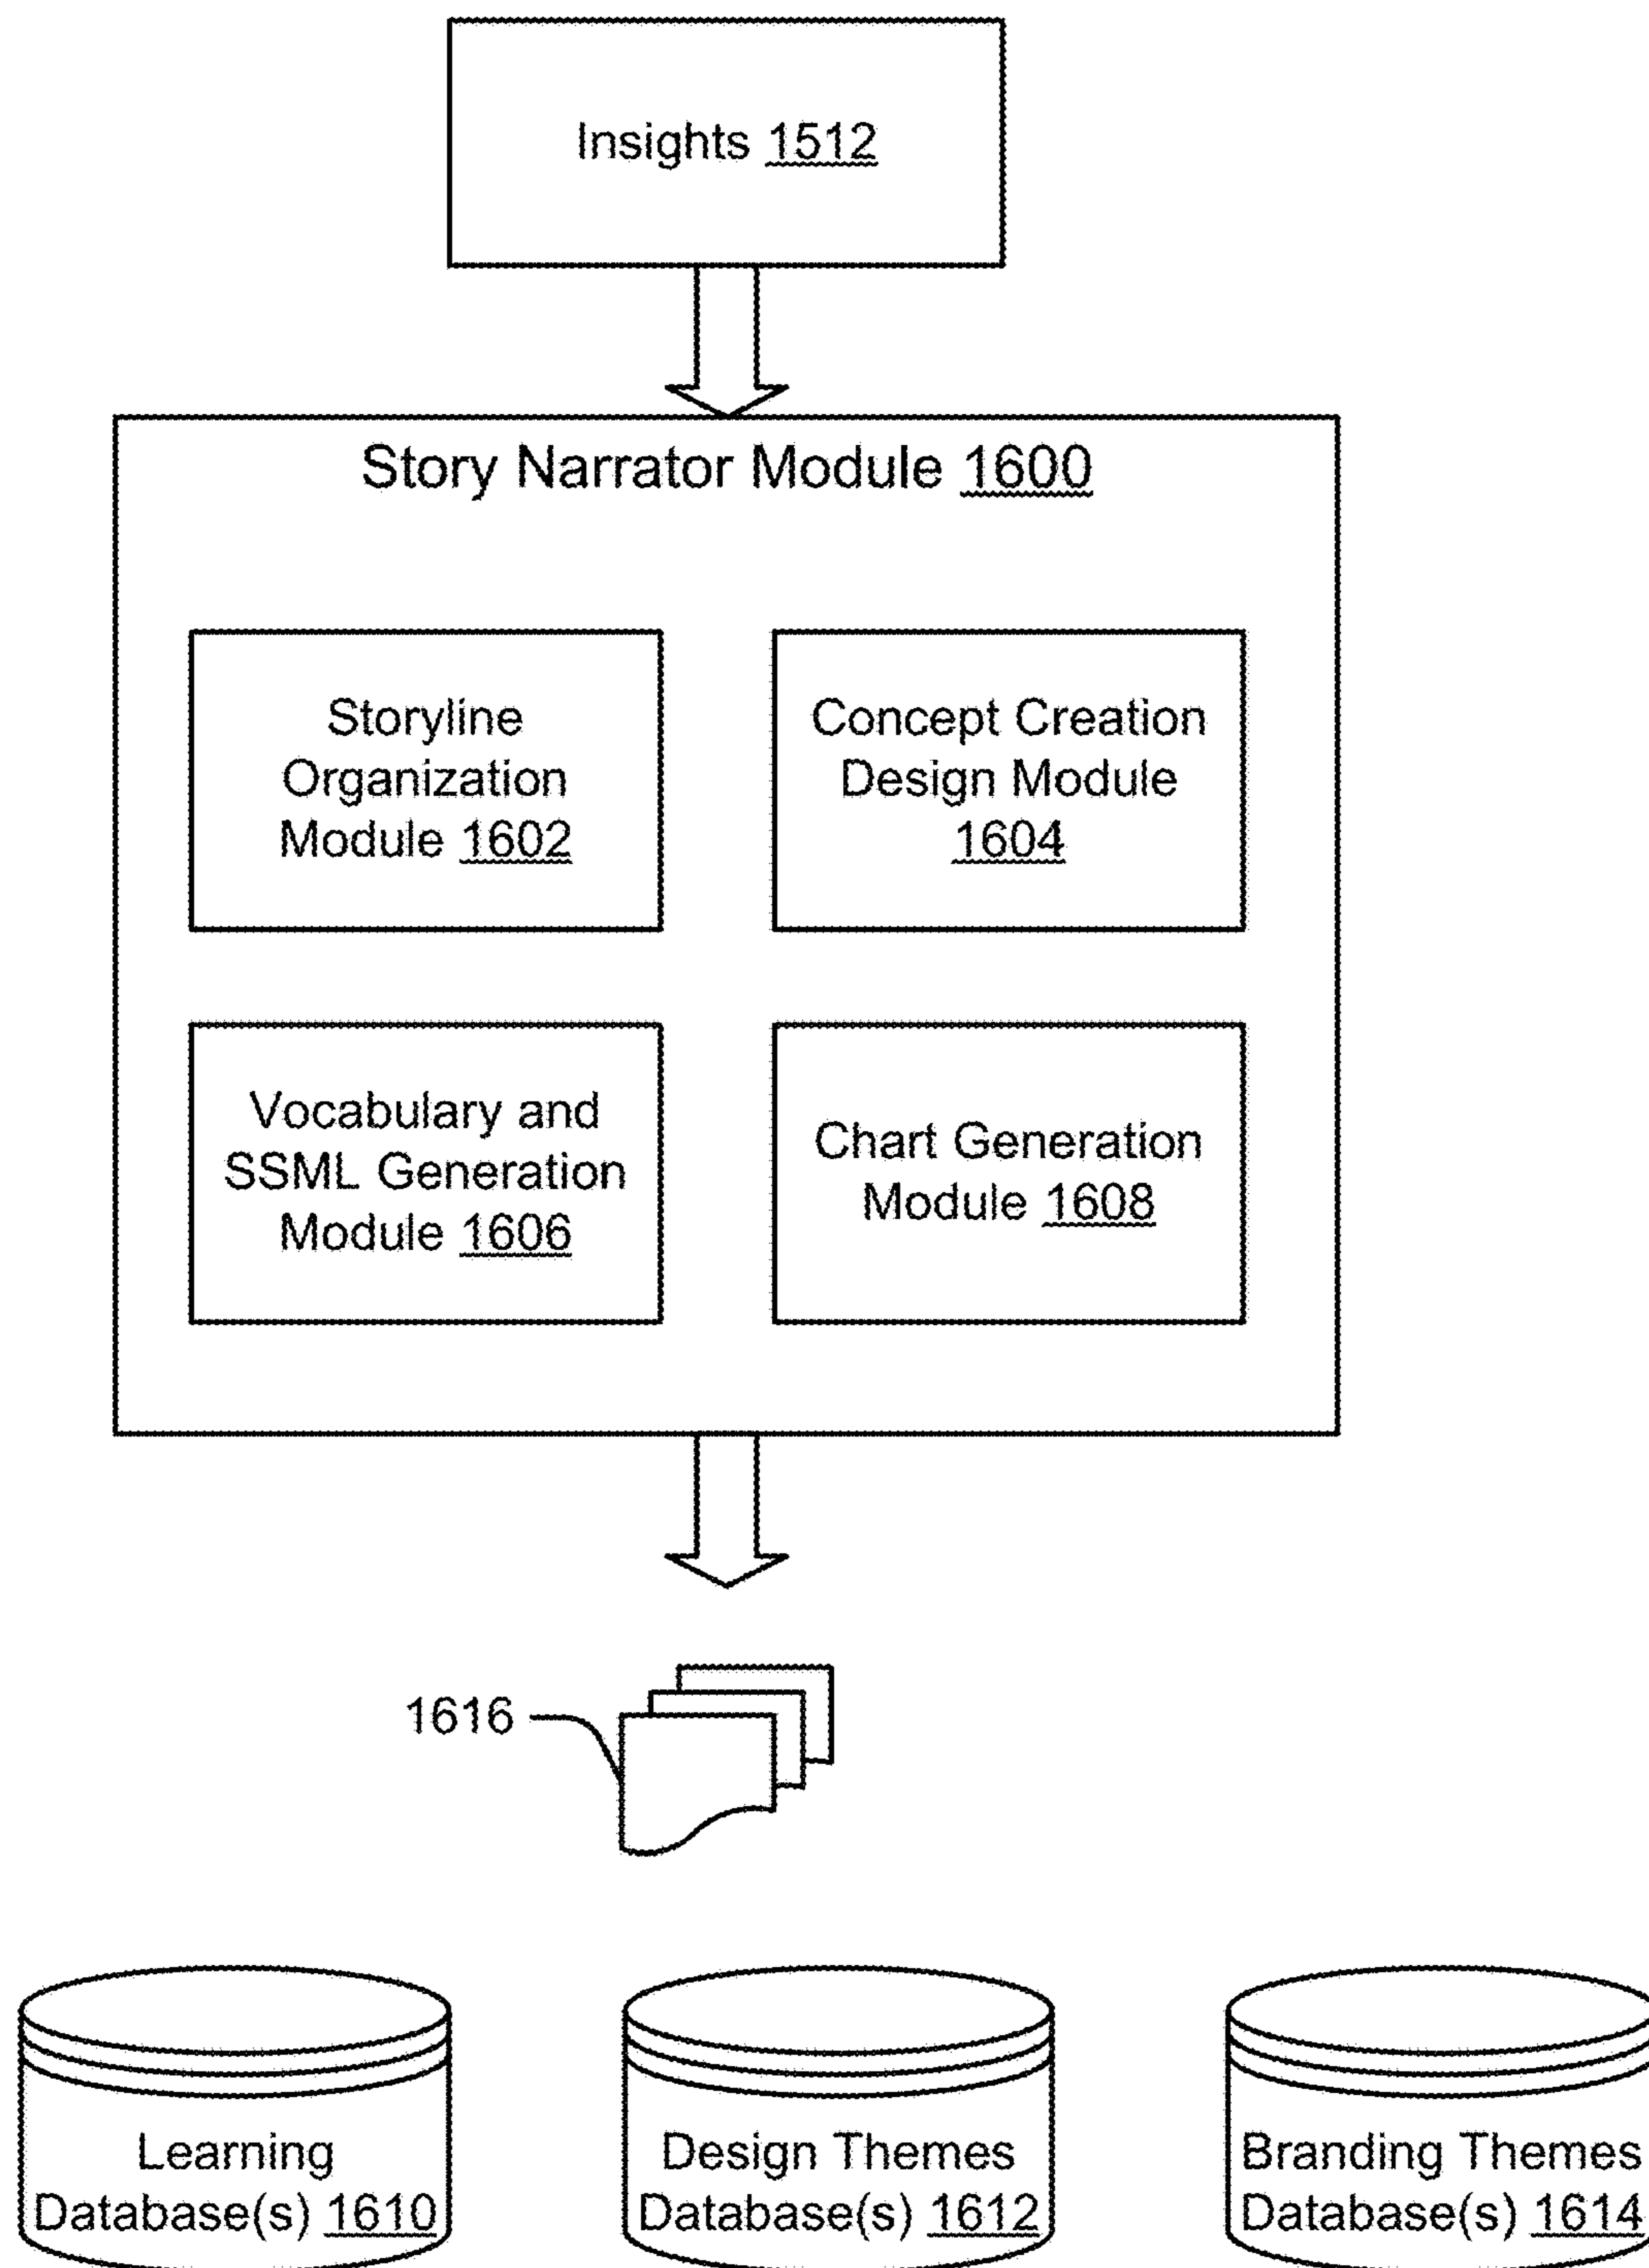 Insights 1512
Story Narrator Module 1600
Storyline
Organization
Module 1602
Concept Creation
Design Module
1604
Vocabulary and
SSML Generation
Module 1606
Chart Generation
Module 1608
1616
Learning
Database(s) 1610
Design Themes
Database(s) 1612
Branding Themes
Database(s) 1614